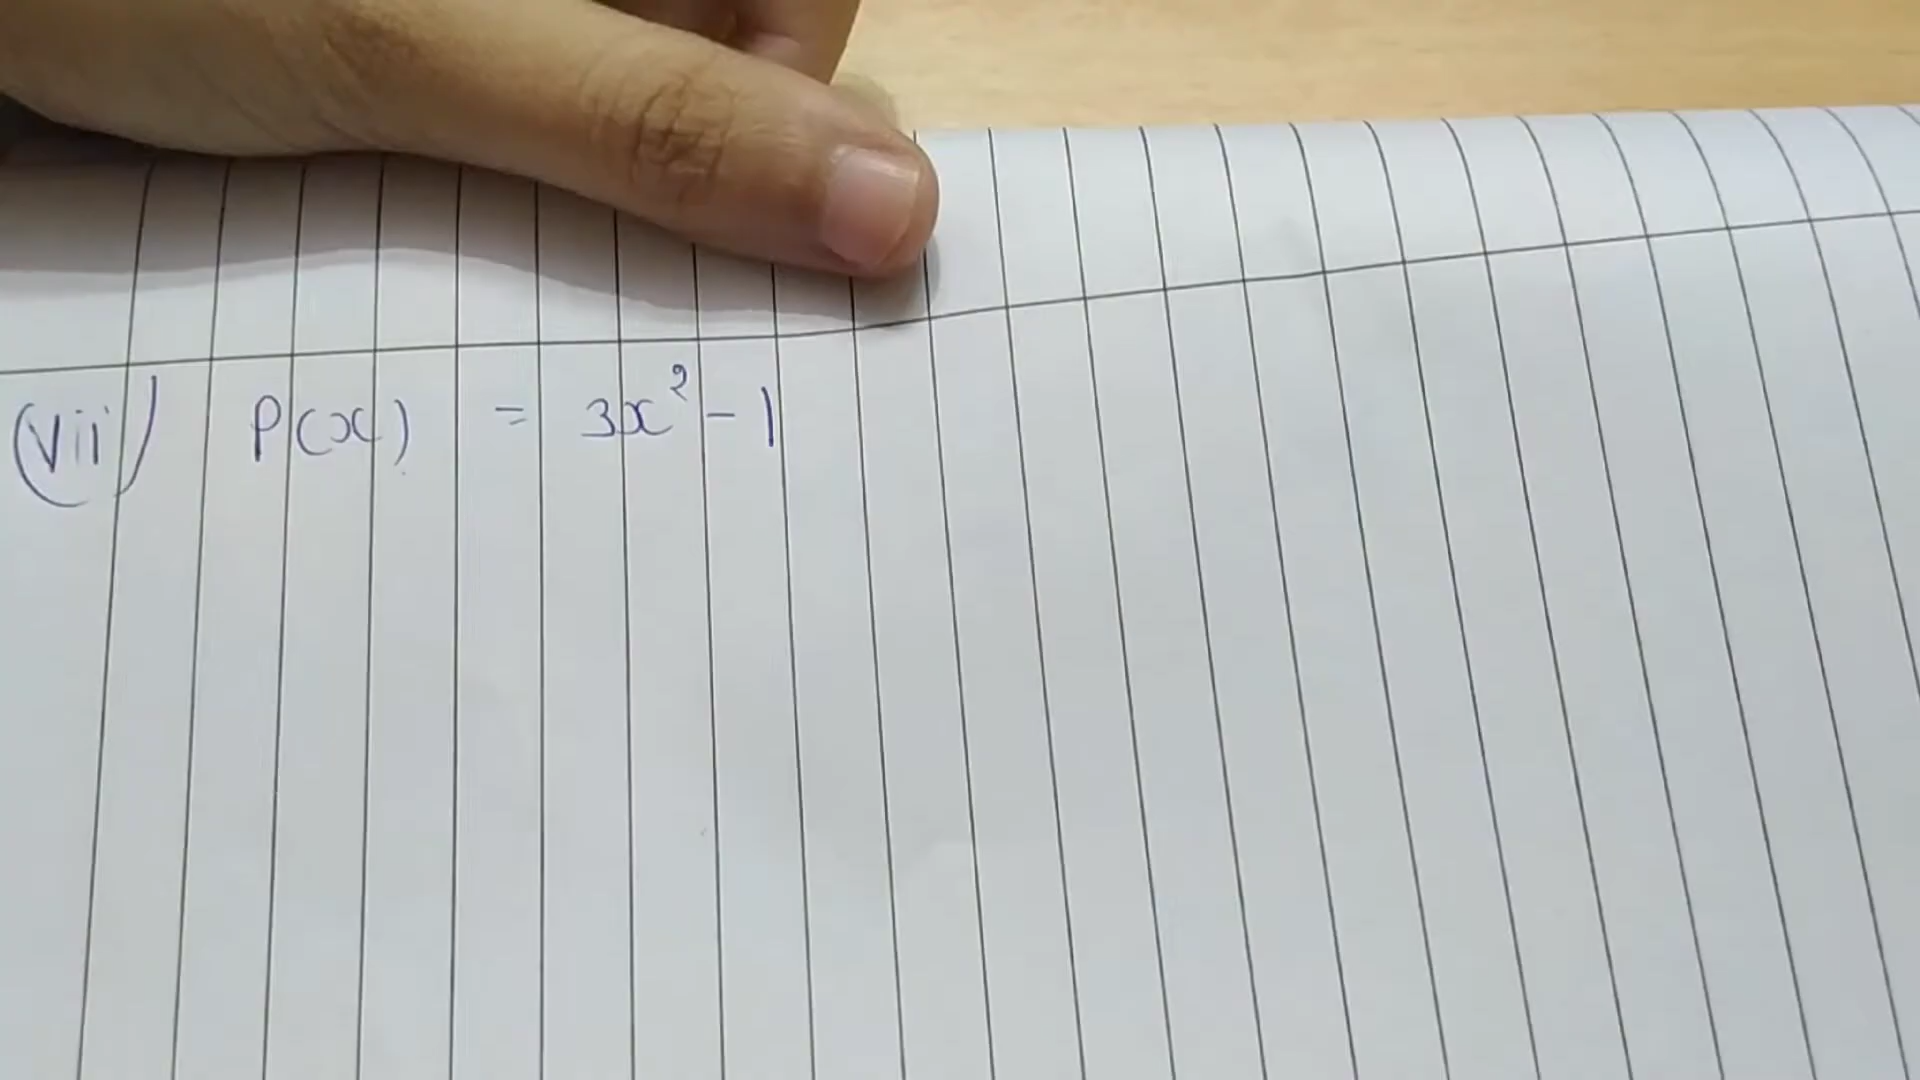 (vii) P(x) = 3x² - 1